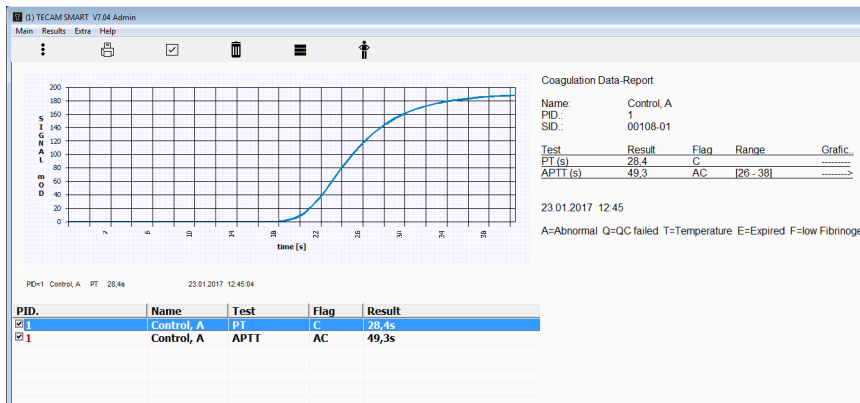 (1) TECAM SMART V7.04 Admin
Main Results Extra Help
200
180
160
140
120
100
80
60
40
20
0
SIGNAL mOD
2 6 10 14 18 22 26 30 34 38
time [s]
PID=1 Control, A PT 28,4s 23.01.2017 12:45:04
PID. Name Test Flag Result
1 Control, A PT C 28,4s
1 Control, A APTT AC 49,3s
Coagulation Data-Report
Name: Control, A
PID.: 1
SID.: 00108-01
Test Result Flag Range Grafic..
PT (s) 28,4 C ---------
APTT (s) 49,3 AC [26 - 38] -------->
23.01.2017 12:45
A=Abnormal Q=QC failed T=Temperature E=Expired F=low Fibrinoge